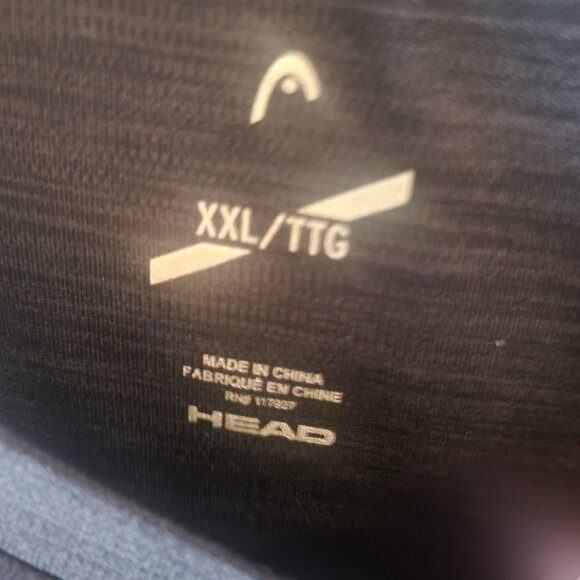 XXL/TTG
MADE IN CHINA
FABRIQUÉ EN CHINE
RN# 117927
HEAD